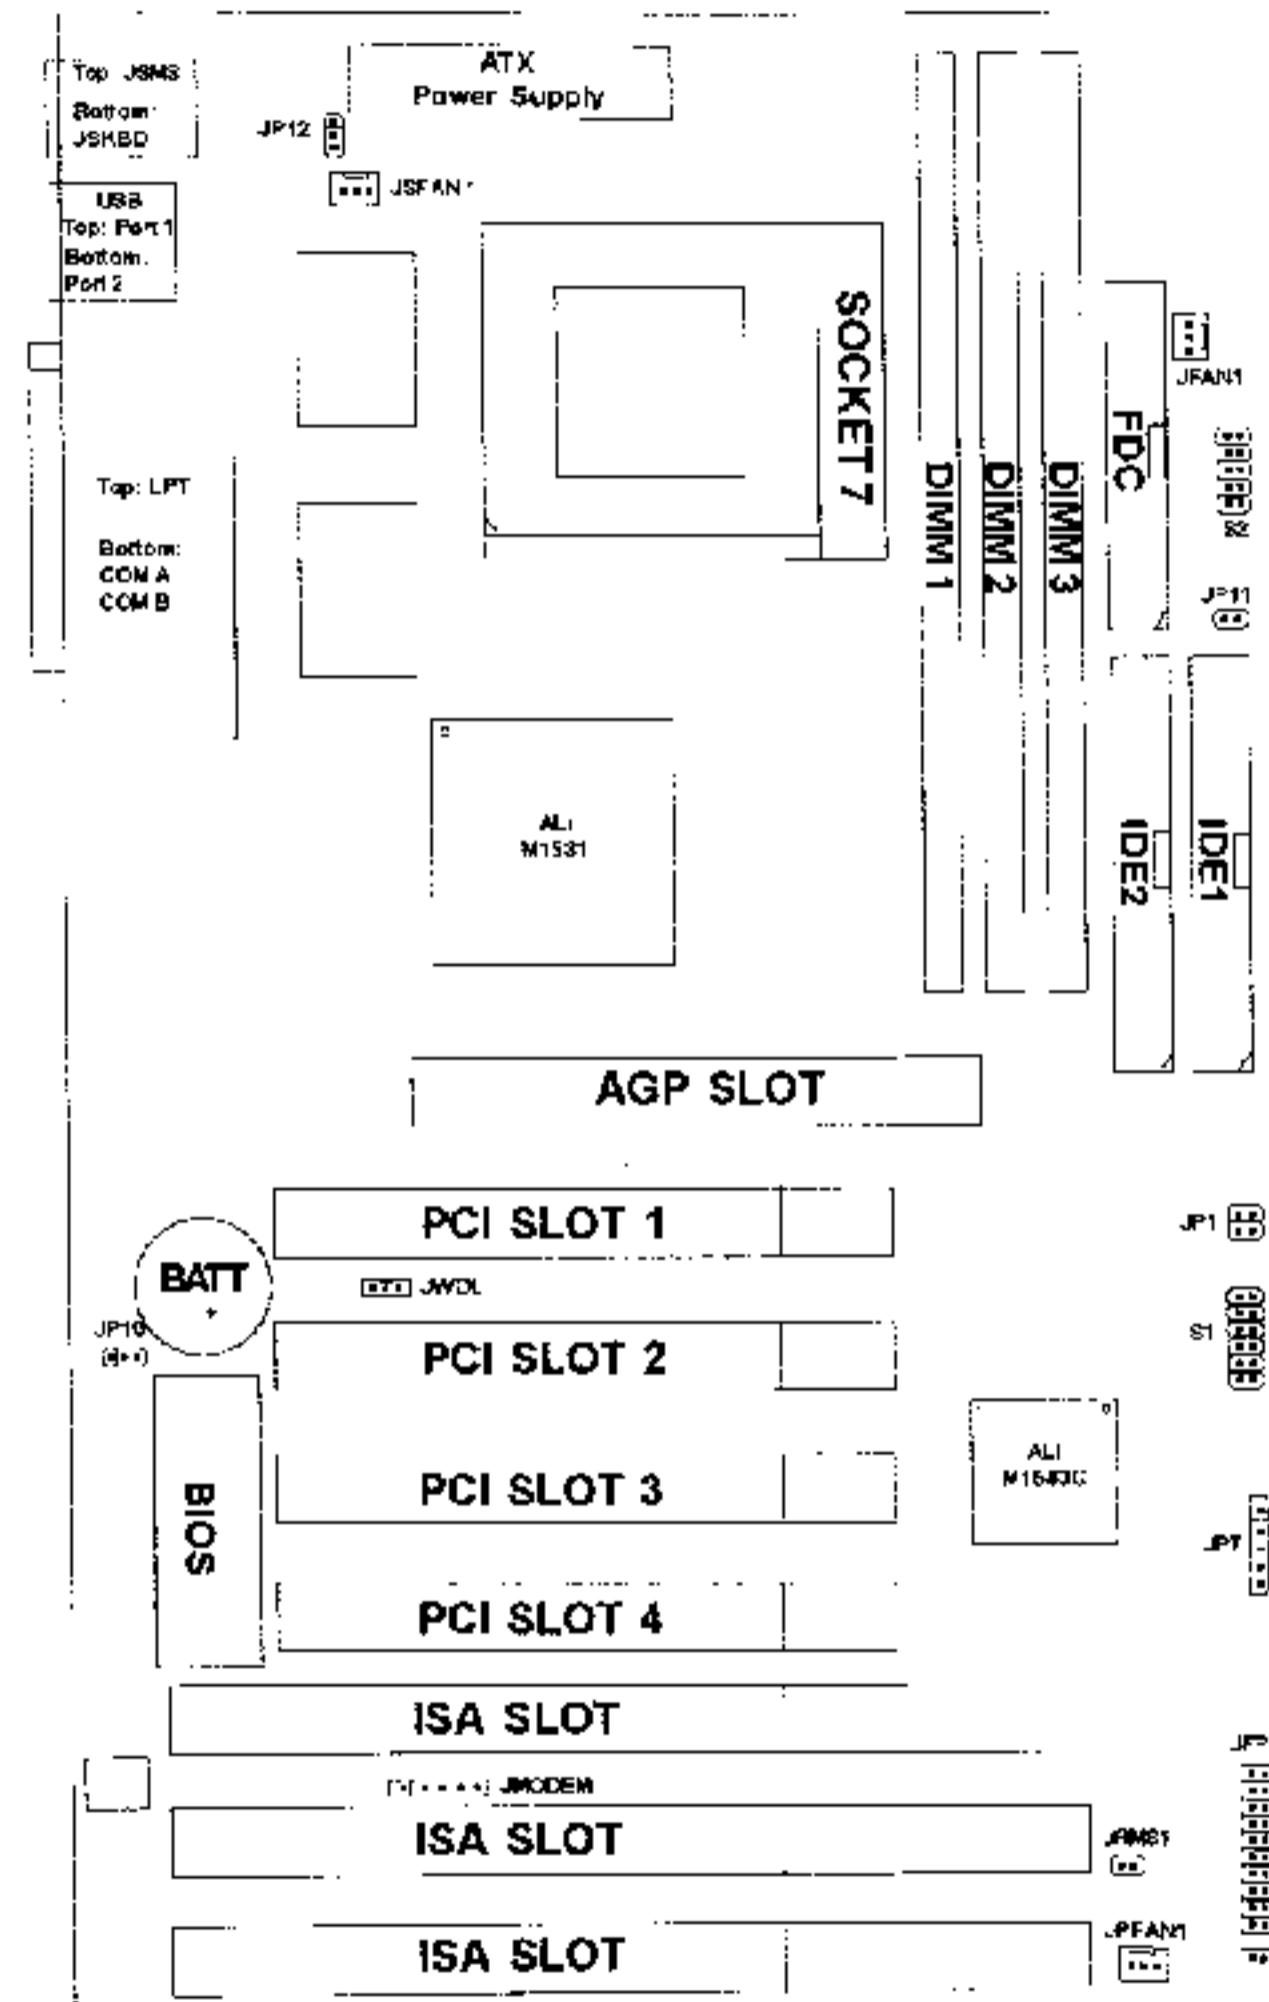 ATX
Power Supply
Top: JSMS
Bottom:
JSKBD
JP12
JSFAN1
USB
Top: Port 1
Bottom:
Port 2
SOCKET 7
JFAN1
FDC
DIMM 1
DIMM 2
DIMM 3
S2
Top: LPT
Bottom:
COM A
COM B
JP11
ALi
M1531
IDE2
IDE1
AGP SLOT
PCI SLOT 1
JP1
BATT
+
JWOL
JP10
S1
PCI SLOT 2
ALi
PCI SLOT 3
BIOS
JP7
PCI SLOT 4
ISA SLOT
JMODEM
ISA SLOT
JPFAN1
ISA SLOT